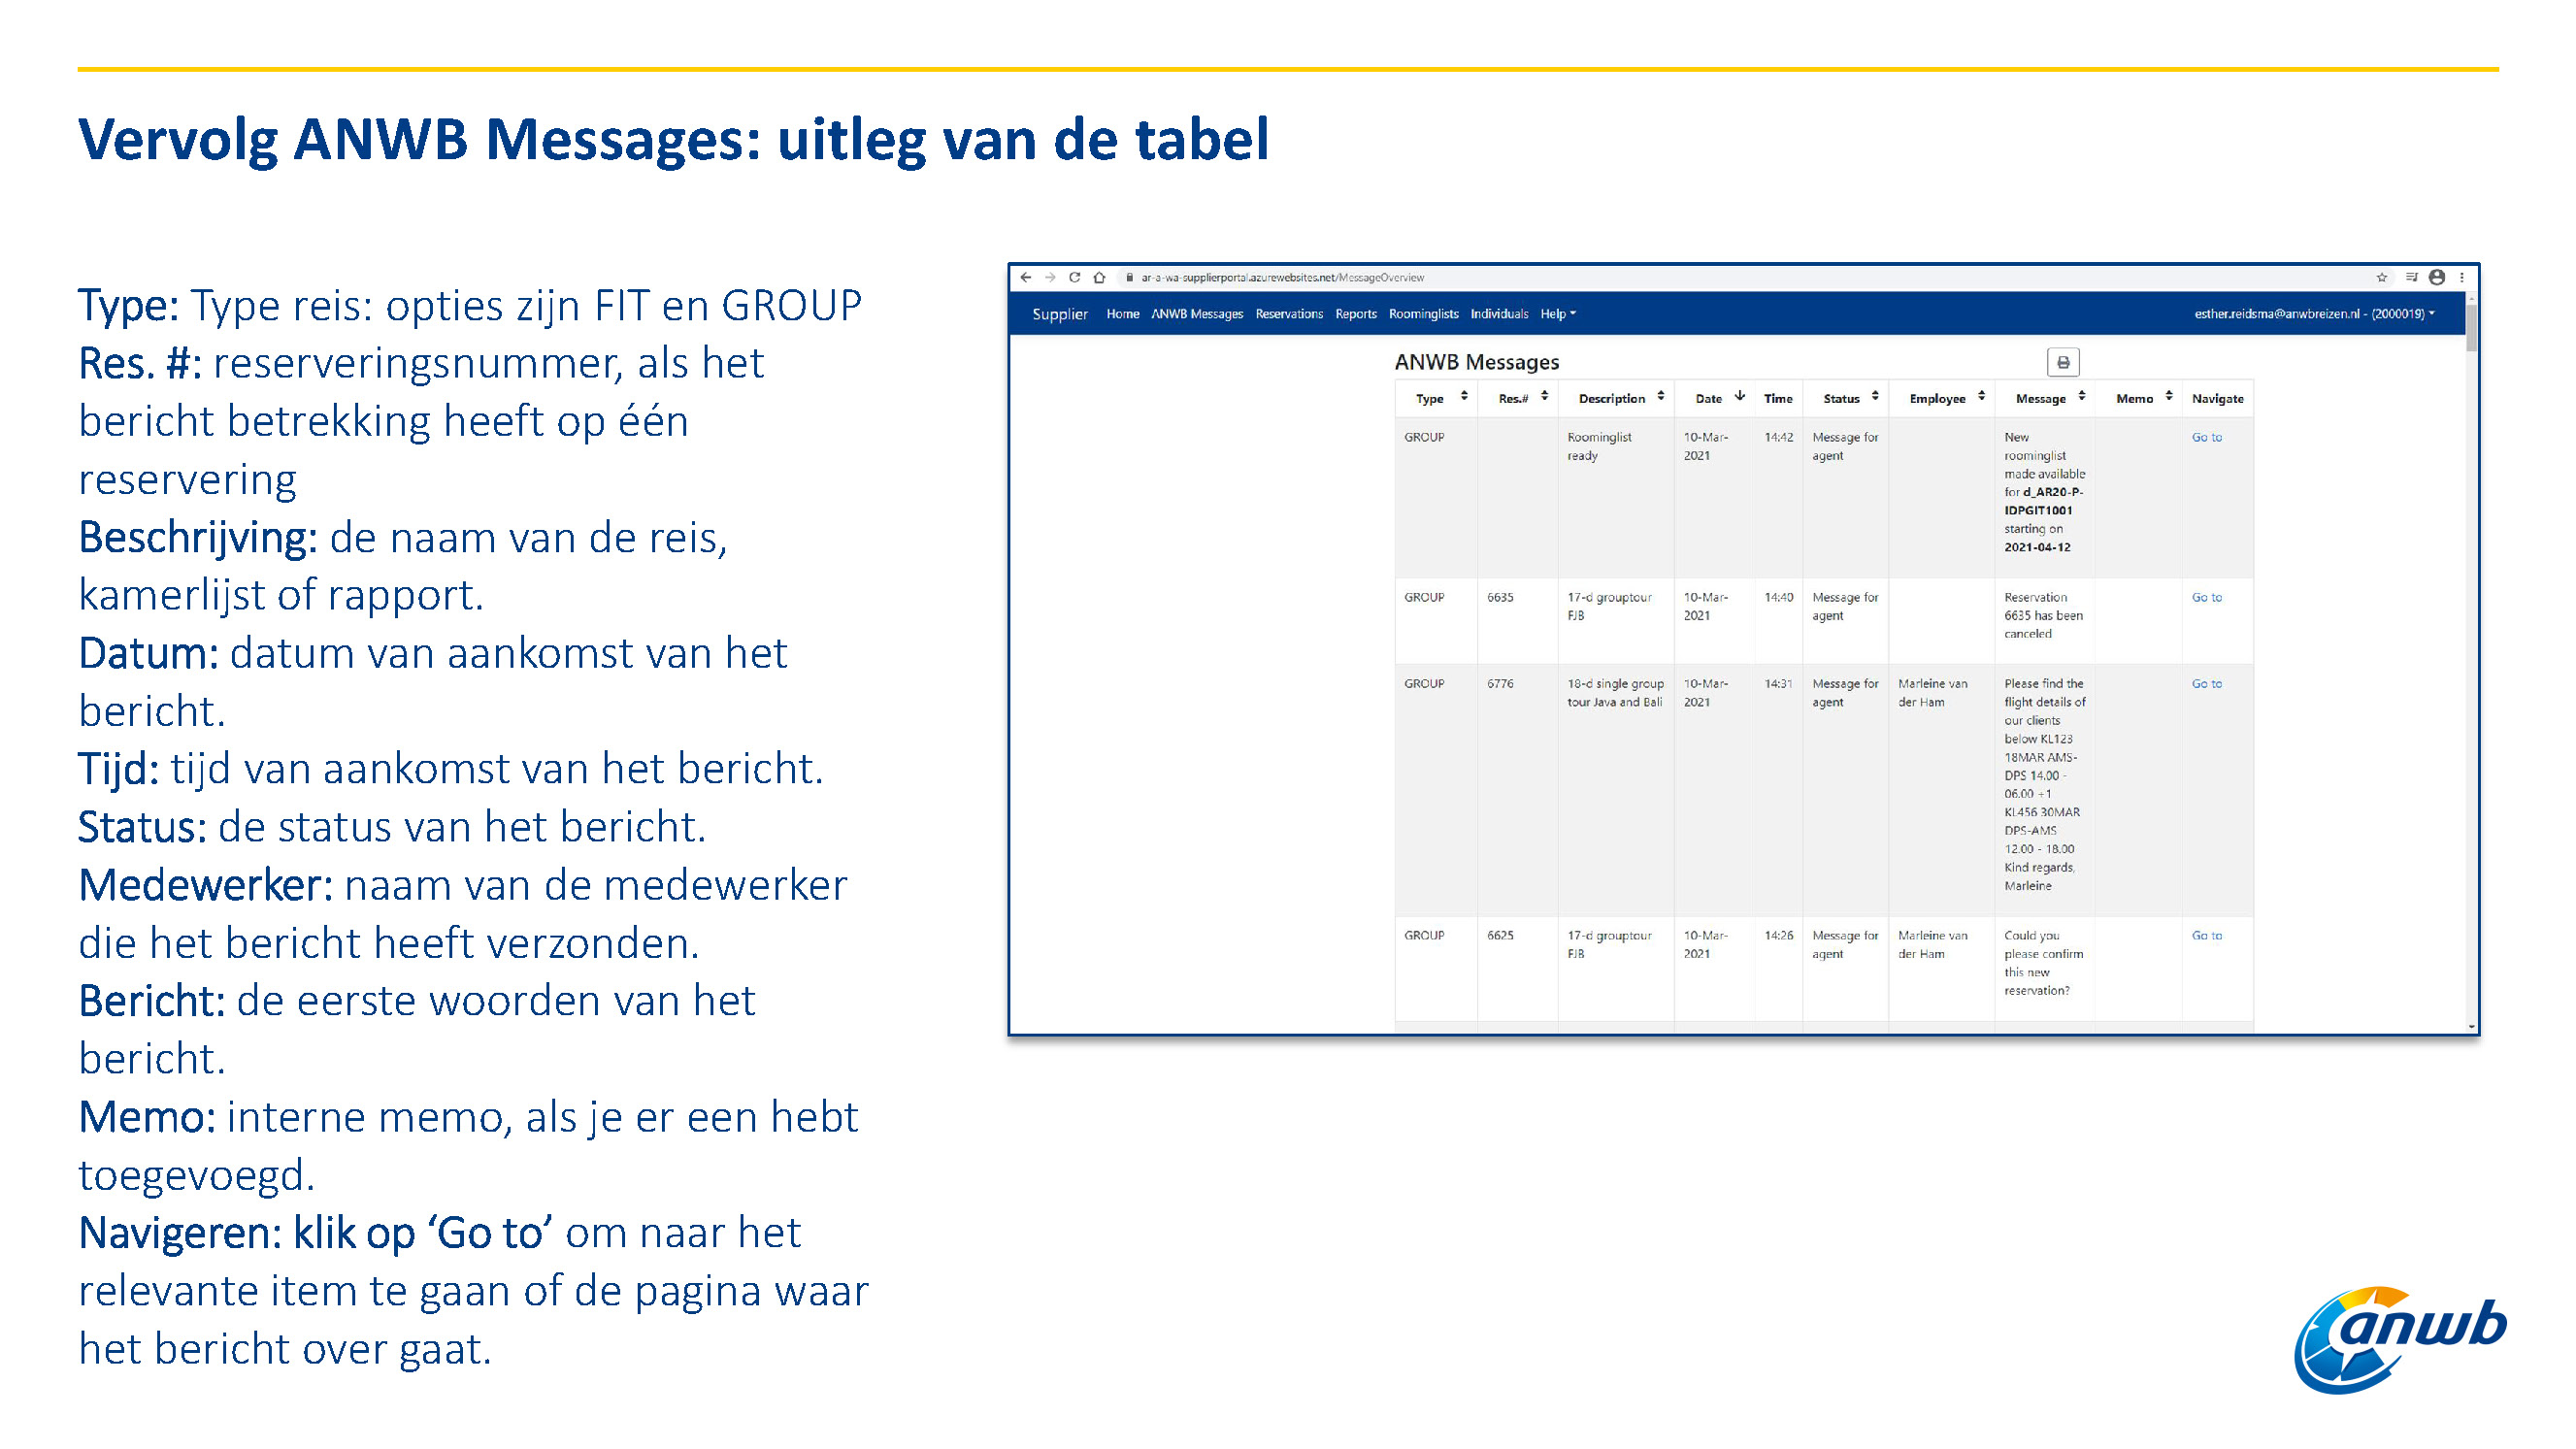 Vervolg ANWB Messages: uitleg van de tabel
Type: Type reis: opties zijn FIT en GROUP
Res. #: reserveringsnummer, als het
bericht betrekking heeft op één
reservering
Beschrijving: de naam van de reis,
kamerlijst of rapport.
Datum: datum van aankomst van het
bericht.
Tijd: tijd van aankomst van het bericht.
Status: de status van het bericht.
Medewerker: naam van de medewerker
die het bericht heeft verzonden.
Bericht: de eerste woorden van het
bericht.
Memo: interne memo, als je er een hebt
toegevoegd.
Navigeren: klik op ‘Go to’ om naar het
relevante item te gaan of de pagina waar
het bericht over gaat.
ar-a-wa-supplierportal.azurewebsites.net/MessageOverview
Supplier Home ANWB Messages Reservations Reports Roominglists Individuals Help esther.reidsma@anwbreizen.nl - (2000019)
ANWB Messages
Type Res.# Description Date Time Status Employee Message Memo Navigate
GROUP Roominglist 10-Mar- 14:42 Message for New Go to
ready 2021 agent roominglist
made available
for d_AR20-P-
IDPGIT1001
starting on
2021-04-12
GROUP 6635 17-d grouptour 10-Mar- 14:40 Message for Reservation Go to
FJB 2021 agent 6635 has been
canceled
GROUP 6776 18-d single group 10-Mar- 14:31 Message for Marleine van Please find the Go to
tour Java and Bali 2021 agent der Ham flight details of
our clients
below KL123
18MAR AMS-
DPS 14.00 -
06.00 +1
KL456 30MAR
DPS-AMS
12.00 - 18.00
Kind regards,
Marleine
GROUP 6625 17-d grouptour 10-Mar- 14:26 Message for Marleine van Could you Go to
FJB 2021 agent der Ham please confirm
this new
reservation?
anwb